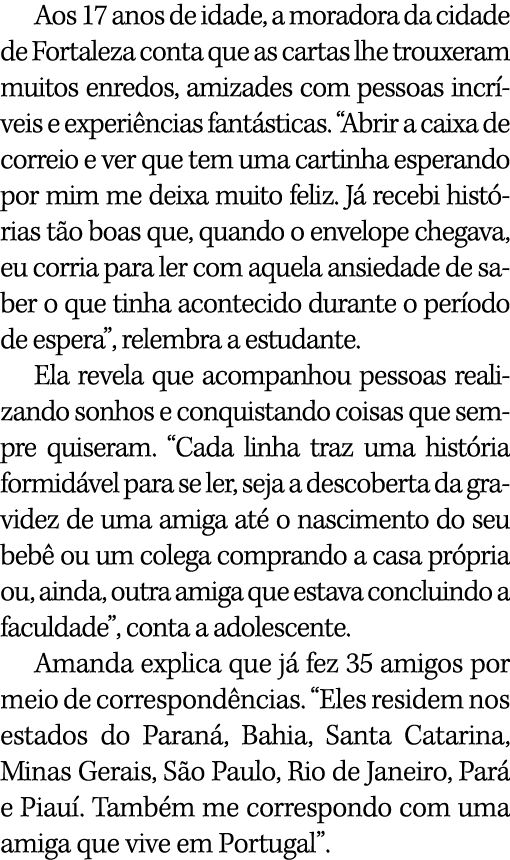 Aos 17 anos de idade, a moradora da cidade
de Fortaleza conta que as cartas lhe trouxeram
muitos enredos, amizades com pessoas incrí-
veis e experiências fantásticas. “Abrir a caixa de
correio e ver que tem uma cartinha esperando
por mim me deixa muito feliz. Já recebi histó-
rias tão boas que, quando o envelope chegava,
eu corria para ler com aquela ansiedade de sa-
ber o que tinha acontecido durante o período
de espera”, relembra a estudante.
Ela revela que acompanhou pessoas reali-
zando sonhos e conquistando coisas que sem-
pre quiseram. “Cada linha traz uma história
formidável para se ler, seja a descoberta da gra-
videz de uma amiga até o nascimento do seu
bebê ou um colega comprando a casa própria
ou, ainda, outra amiga que estava concluindo a
faculdade”, conta a adolescente.
Amanda explica que já fez 35 amigos por
meio de correspondências. “Eles residem nos
estados do Paraná, Bahia, Santa Catarina,
Minas Gerais, São Paulo, Rio de Janeiro, Pará
e Piauí. Também me correspondo com uma
amiga que vive em Portugal”.